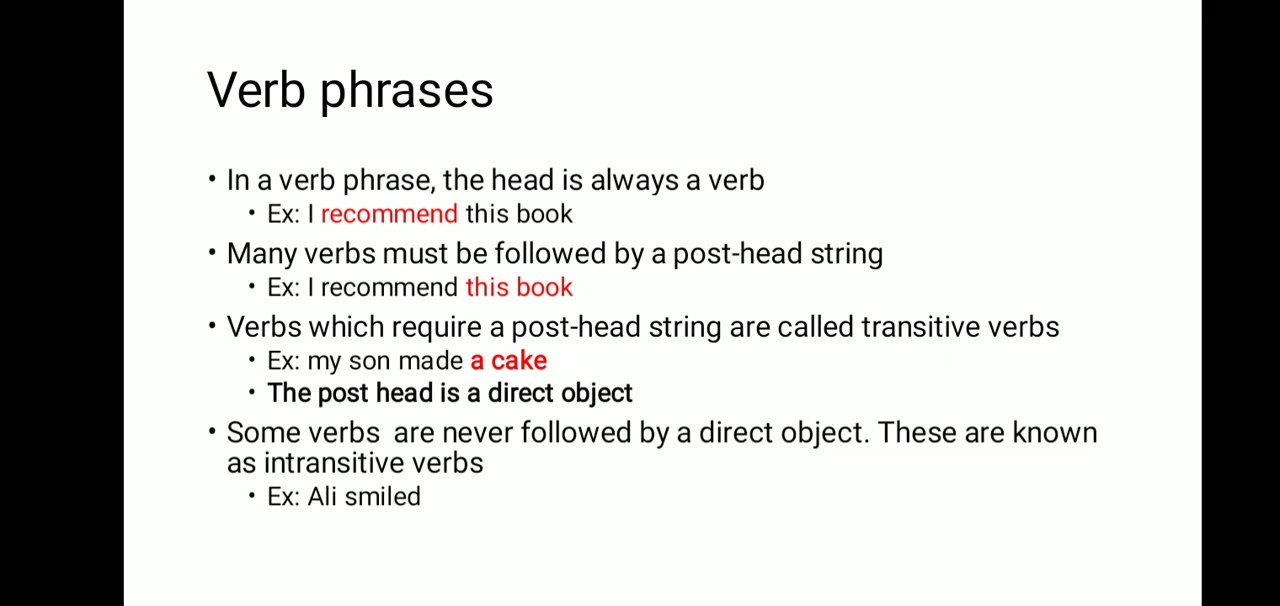 Verb phrases
• In a verb phrase, the head is always a verb
• Ex: I recommend this book
• Many verbs must be followed by a post-head string
• Ex: I recommend this book
• Verbs which require a post-head string are called transitive verbs
• Ex: my son made a cake
• The post head is a direct object
• Some verbs  are never followed by a direct object. These are known
as intransitive verbs
• Ex: Ali smiled